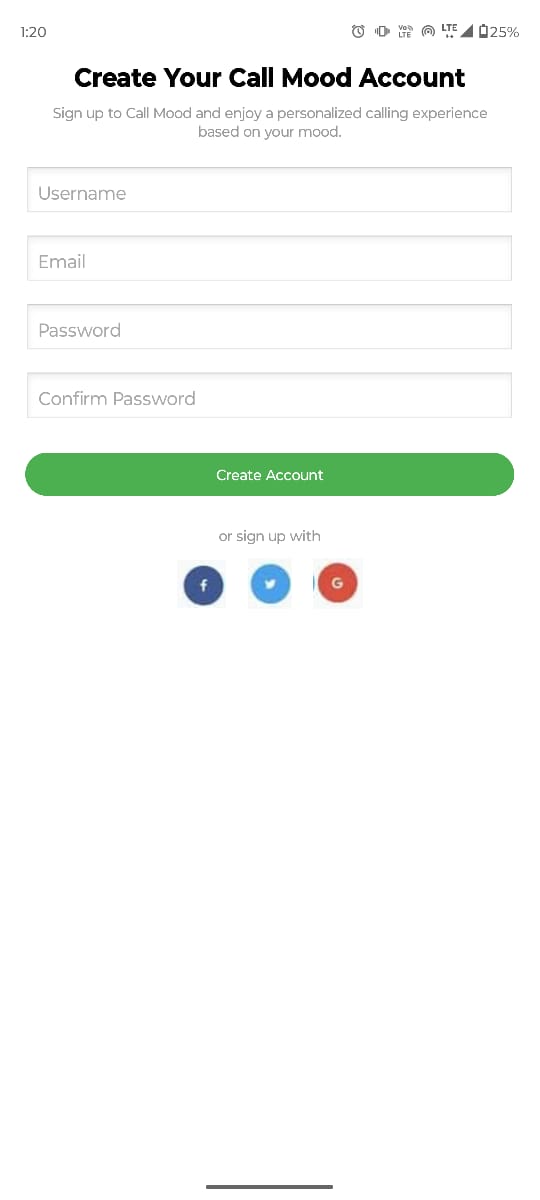 1:20
Vo))
LTE
LTE
25%
Create Your Call Mood Account
Sign up to Call Mood and enjoy a personalized calling experience
based on your mood.
Username
Email
Password
Confirm Password
Create Account
or sign up with
f
G